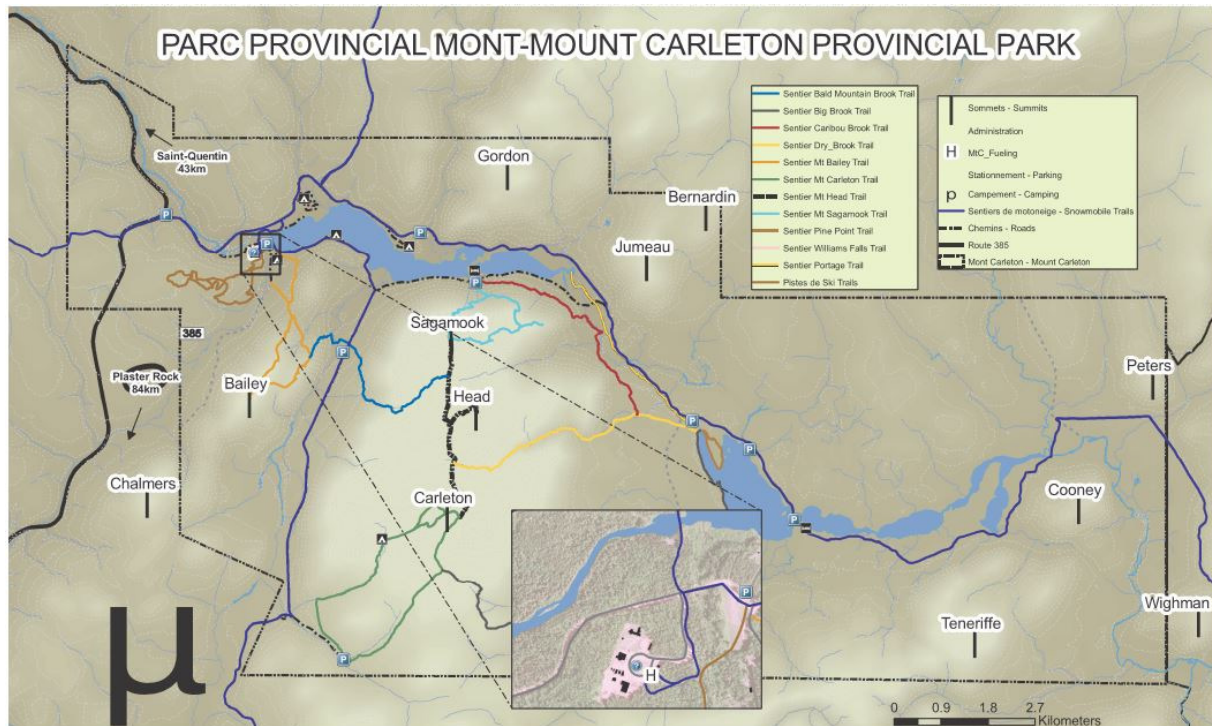 PARC PROVINCIAL MONT-MOUNT CARLETON PROVINCIAL PARK
Sentier Bald Mountain Brook Trail
Sentier Big Brook Trail
Sentier Caribou Brook Trail
Sentier Dry_Brook Trail
Sentier Mt Bailey Trail
Sentier Mt Carleton Trail
Sentier Mt Head Trail
Sentier Mt Sagamook Trail
Sentier Pine Point Trail
Sentier Williams Falls Trail
Sentier Portage Trail
Pistes de Ski Trails
Sommets - Summits
Administration
H MtC_Fueling
Stationnement - Parking
p Campement - Camping
Sentiers de motoneige - Snowmobile Trails
Chemins - Roads
Route 385
Mont Carleton - Mount Carleton
Saint-Quentin
43km
Gordon
Bernardin
Jumeau
P
P
P
P
P
Sagamook
385
P
Plaster Rock
84km
Bailey
Head
Peters
P
P
Chalmers
Carleton
Cooney
P
P
H
P
Wighman
Teneriffe
µ
0 0.9 1.8 2.7
Kilometers